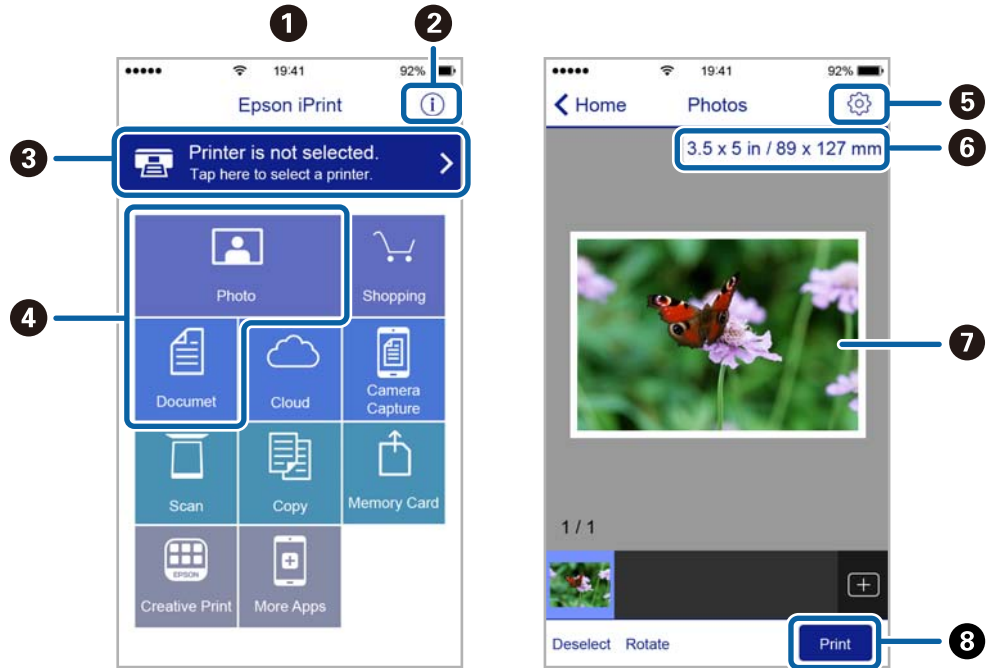 1
2
19:41
92%
Epson iPrint
i
3
Printer is not selected.
Tap here to select a printer.
4
Photo
Shopping
Documet
Cloud
Camera
Capture
Scan
Copy
Memory Card
EPSON
Creative Print
More Apps
19:41
92%
Home
Photos
5
3.5 x 5 in / 89 x 127 mm
6
7
1 / 1
Deselect
Rotate
Print
8